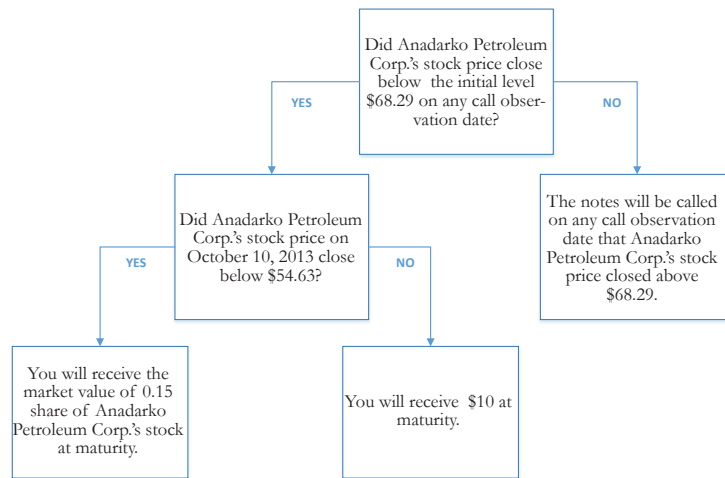 Did Anadarko Petroleum
Corp.'s stock price close
below the initial level
$68.29 on any call obser-
vation date?
YES
NO
Did Anadarko Petroleum
Corp.'s stock price on
October 10, 2013 close
below $54.63?
The notes will be called
on any call observation
date that Anadarko
Petroleum Corp.'s stock
price closed above
$68.29.
YES
NO
You will receive the
market value of 0.15
share of Anadarko
Petroleum Corp.'s stock
at maturity.
You will receive $10 at
maturity.